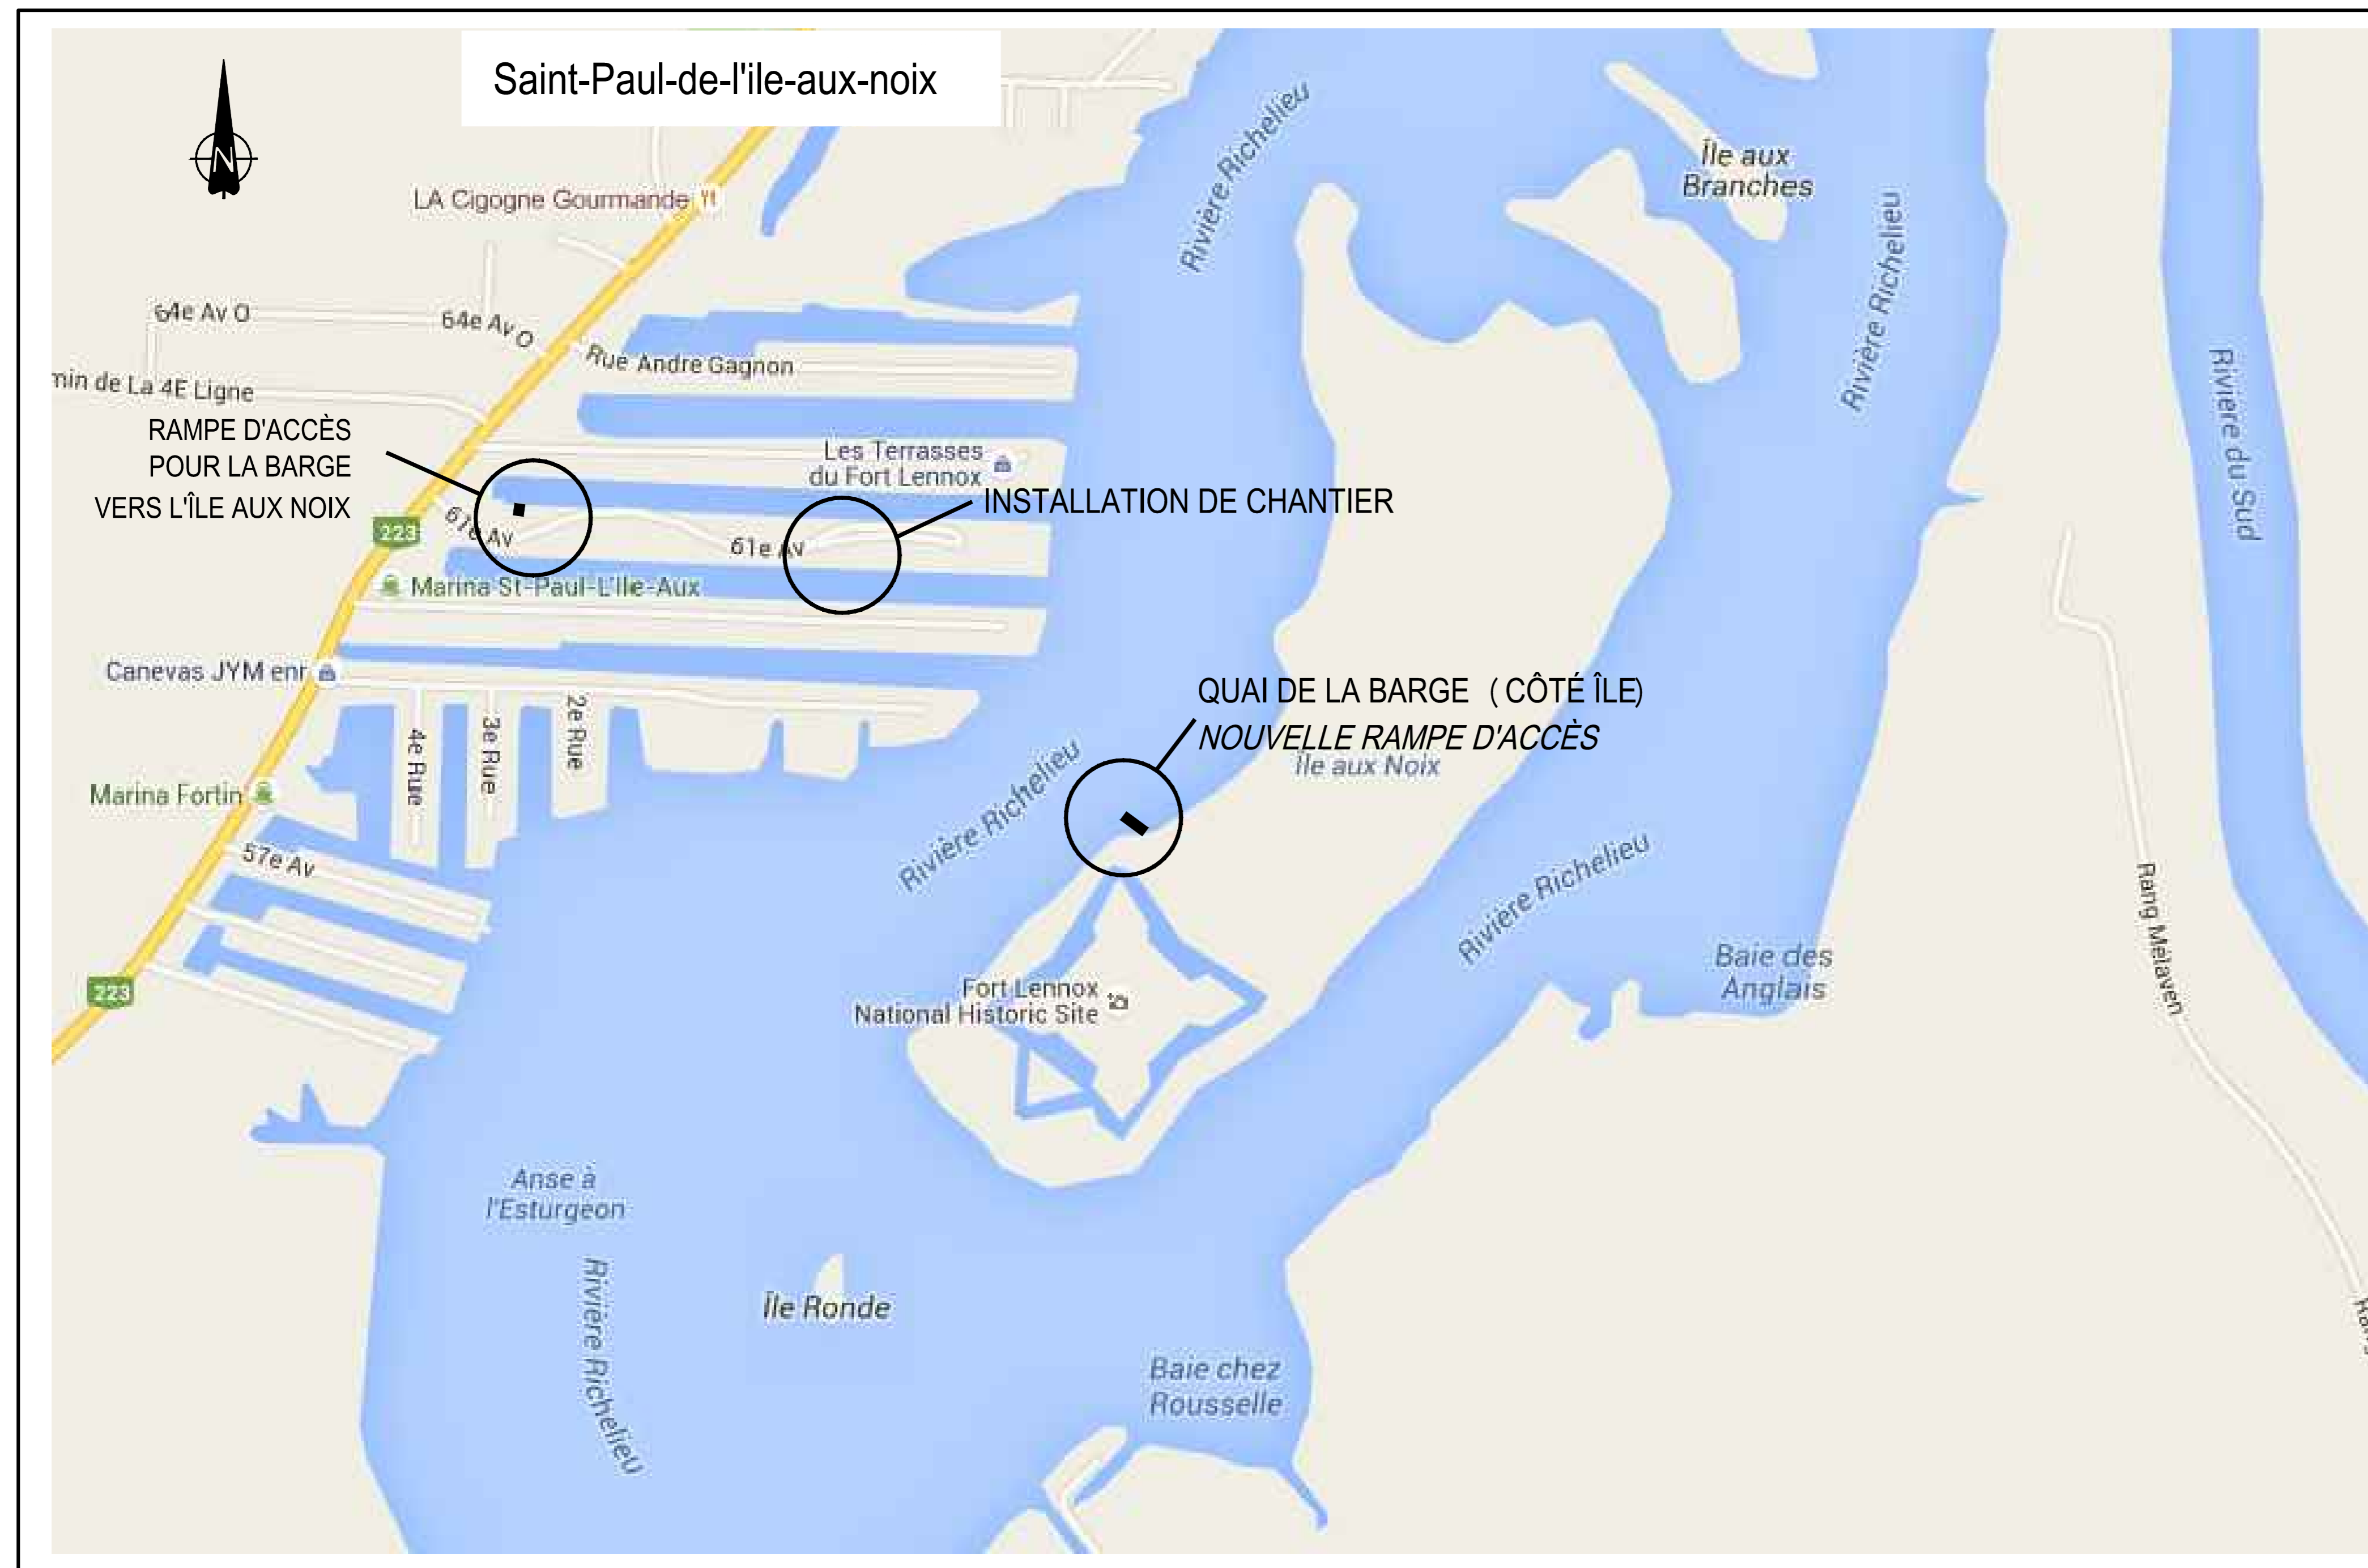 Saint-Paul-de-l'ile-aux-noix
N
LA Cigogne Gourmande
Rivière Richelieu
Île aux
Branches
Rivière Richelieu
Rivière du Sud
64e Av O
64e Av O
Rue Andre Gagnon
min de La 4E Ligne
RAMPE D'ACCÈS
POUR LA BARGE
VERS L'ÎLE AUX NOIX
Les Terrasses
du Fort Lennox
INSTALLATION DE CHANTIER
223
61e Av
61e Av
Marina St-Paul-L'Ile-Aux
Canevas JYM enr
4e Rue
3e Rue
2e Rue
QUAI DE LA BARGE ( CÔTÉ ÎLE)
NOUVELLE RAMPE D'ACCÈS
Île aux Noix
Marina Fortin
57e Av
Rivière Richelieu
Rivière Richelieu
Rang Mélaven
Baie des
Anglais
223
Fort Lennox
National Historic Site
Anse à
l'Esturgeon
Rivière Richelieu
Île Ronde
Baie chez
Rousselle